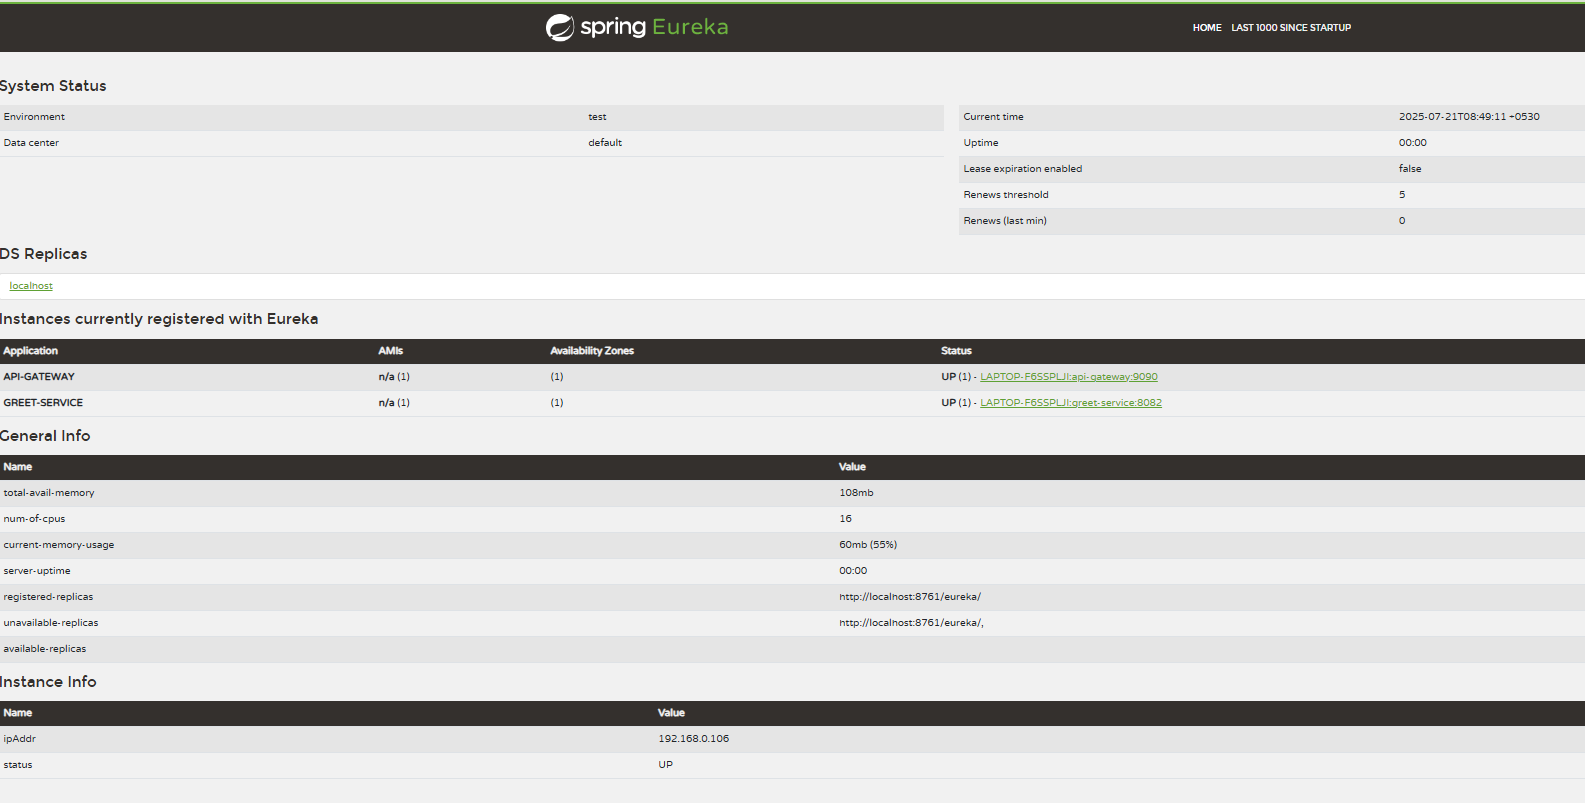 spring Eureka
HOME LAST 1000 SINCE STARTUP
System Status
Environment test
Data center default
Current time 2025-07-21T08:49:11 +0530
Uptime 00:00
Lease expiration enabled false
Renews threshold 5
Renews (last min) 0
DS Replicas
localhost
Instances currently registered with Eureka
Application AMIs Availability Zones Status
API-GATEWAY n/a (1) (1) UP (1) - LAPTOP-F6SSPLJI:api-gateway:9090
GREET-SERVICE n/a (1) (1) UP (1) - LAPTOP-F6SSPLJI:greet-service:8082
General Info
Name Value
total-avail-memory 108mb
num-of-cpus 16
current-memory-usage 60mb (55%)
server-uptime 00:00
registered-replicas http://localhost:8761/eureka/
unavailable-replicas http://localhost:8761/eureka/,
available-replicas
Instance Info
Name Value
ipAddr 192.168.0.106
status UP